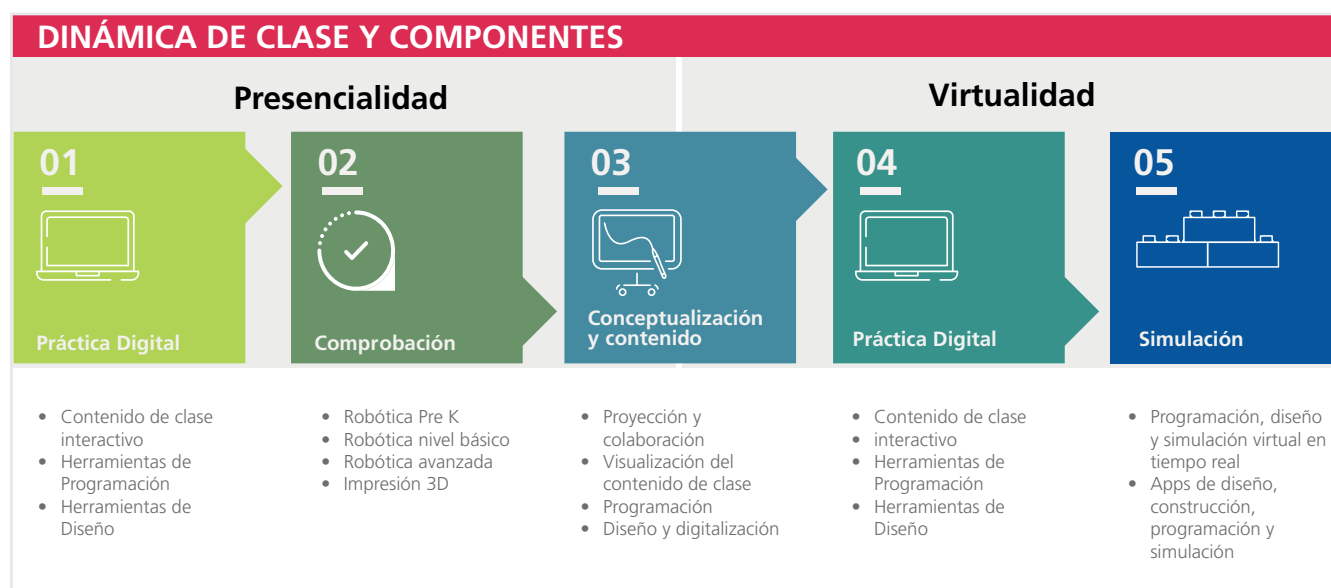 DINÁMICA DE CLASE Y COMPONENTES
Presencialidad
Virtualidad
01
Práctica Digital
02
Comprobación
03
Conceptualización
y contenido
04
Práctica Digital
05
Simulación
• Contenido de clase
interactivo
• Herramientas de
Programación
• Herramientas de
Diseño
• Robótica Pre K
• Robótica nivel básico
• Robótica avanzada
• Impresión 3D
• Proyección y
colaboración
• Visualización del
contenido de clase
• Programación
• Diseño y digitalización
• Contenido de clase
• interactivo
• Herramientas de
Programación
• Herramientas de
Diseño
• Programación, diseño
y simulación virtual en
tiempo real
• Apps de diseño,
construcción,
programación y
simulación